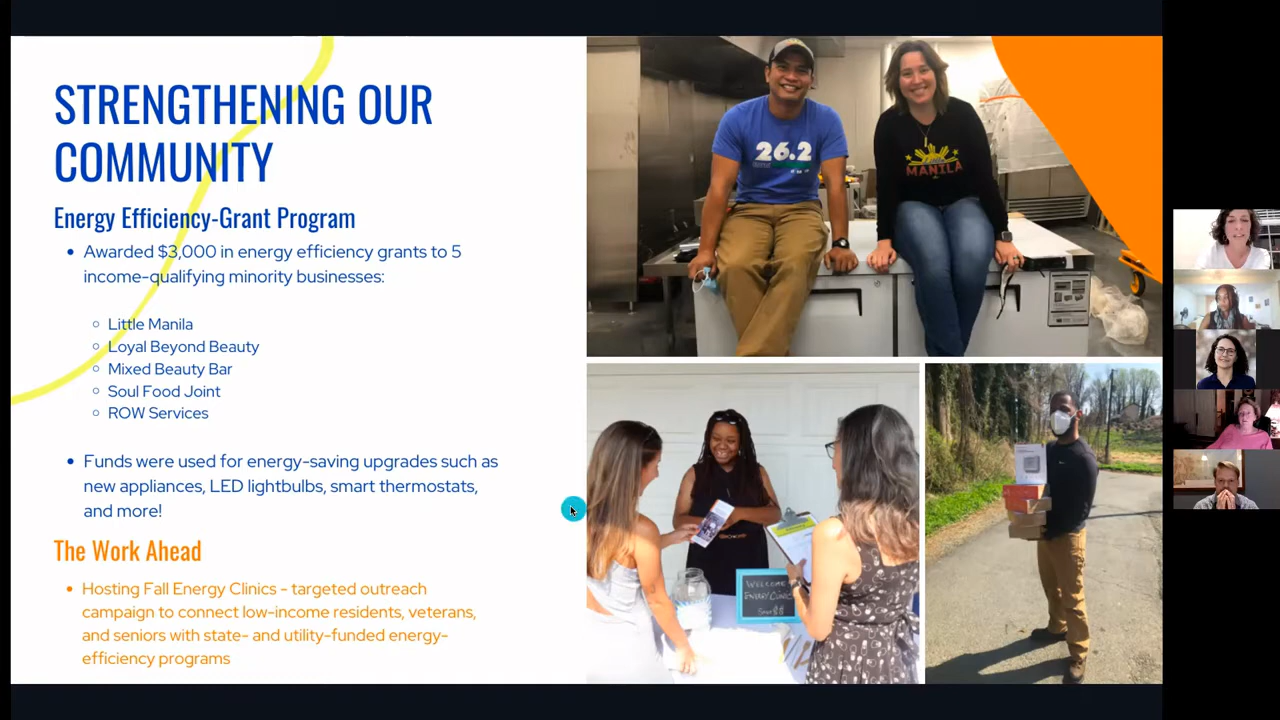 STRENGTHENING OUR
COMMUNITY
Energy Efficiency-Grant Program
• Awarded $3,000 in energy efficiency grants to 5
income-qualifying minority businesses:
○ Little Manila
○ Loyal Beyond Beauty
○ Mixed Beauty Bar
○ Soul Food Joint
○ ROW Services
• Funds were used for energy-saving upgrades such as
new appliances, LED lightbulbs, smart thermostats,
and more!
The Work Ahead
• Hosting Fall Energy Clinics - targeted outreach
campaign to connect low-income residents, veterans,
and seniors with state- and utility-funded energy-
efficiency programs
26.2
MANILA
WELCOME
ENERGY CLINIC